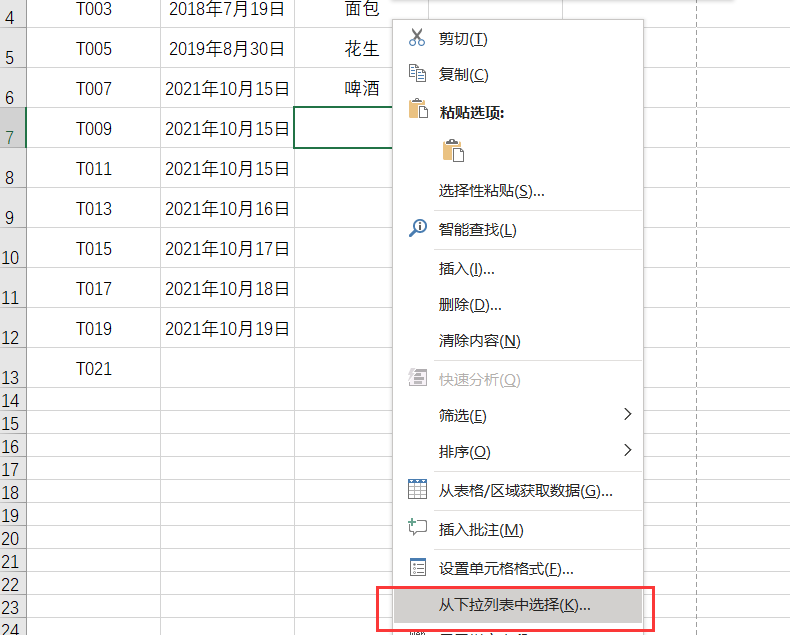 4 T003 2018年7月19日 面包
5 T005 2019年8月30日 花生
6 T007 2021年10月15日 啤酒
7 T009 2021年10月15日
8 T011 2021年10月15日
9 T013 2021年10月16日
10 T015 2021年10月17日
11 T017 2021年10月18日
12 T019 2021年10月19日
13 T021
14
15
16
17
18
19
20
21
22
23
24
剪切(T)
复制(C)
粘贴选项:
选择性粘贴(S)...
智能查找(L)
插入(I)...
删除(D)...
清除内容(N)
快速分析(Q)
筛选(E)
排序(O)
从表格/区域获取数据(G)...
插入批注(M)
设置单元格格式(F)...
从下拉列表中选择(K)...